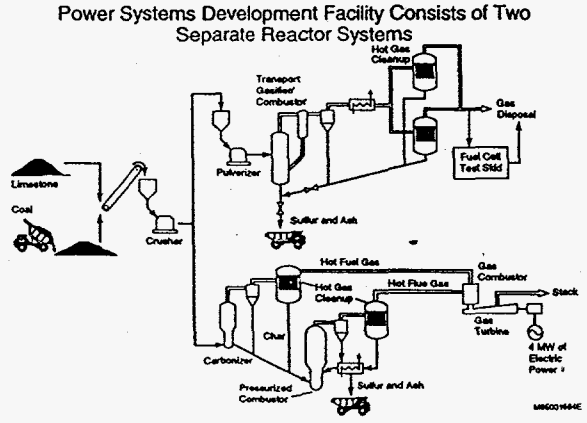 Power Systems Development Facility Consists of Two
Separate Reactor Systems
Hot Gas
Cleanup
Transport
Gasifier/
Combustor
Gas
Disposal
Pulverizer
Fuel Cell
Test Skid
Limestone
Coal
Crusher
Sulfur and Ash
Hot Fuel Gas
Gas
Combustor
Hot Gas
Cleanup
Hot Flue Gas
Stack
Gas
Turbine
Char
Carbonizer
4 MW of
Electric
Power
Pressurized
Combustor
Sulfur and Ash